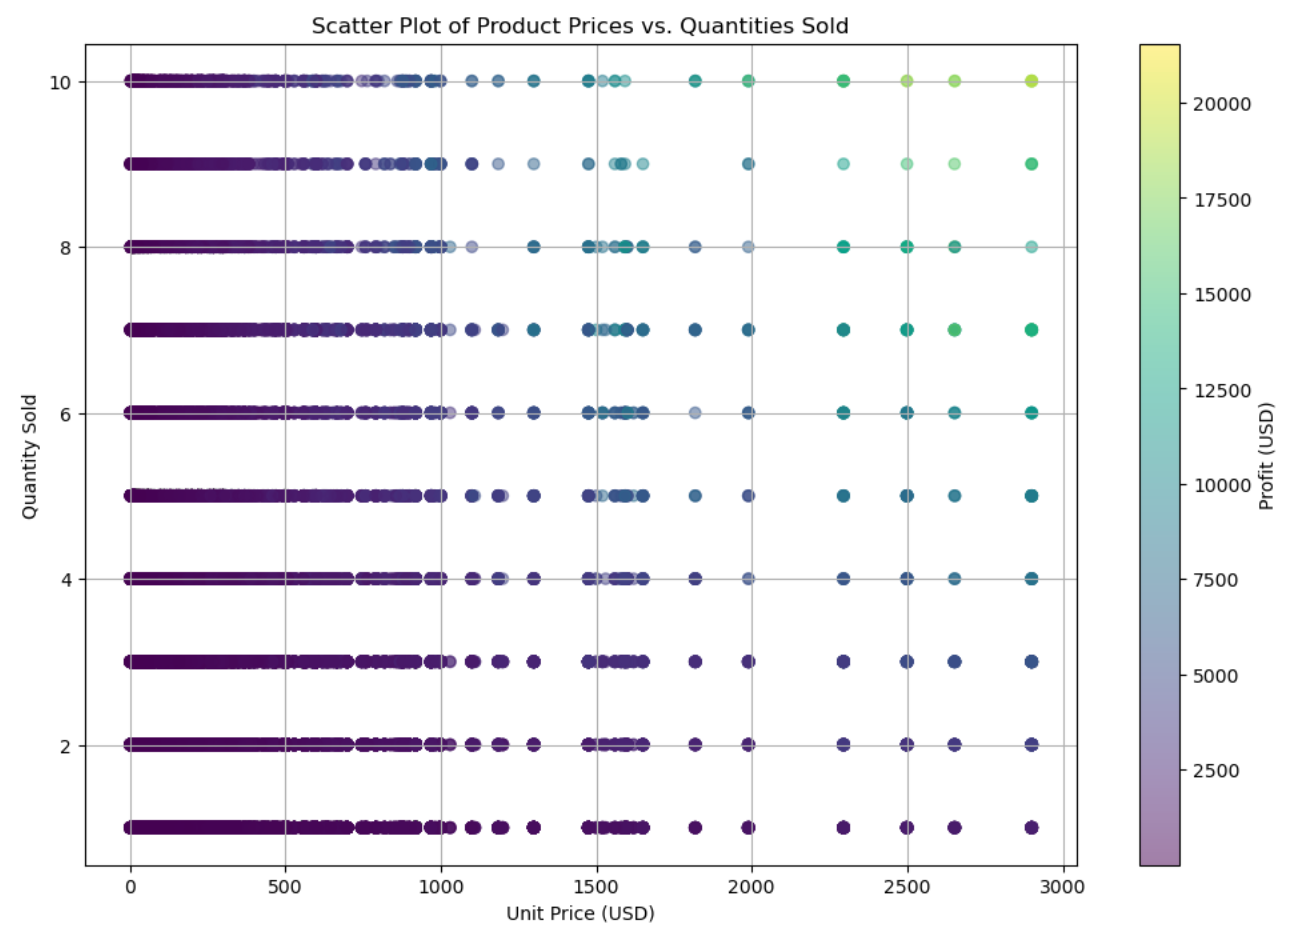 Scatter Plot of Product Prices vs. Quantities Sold
10
8
6
4
2
Quantity Sold
0 500 1000 1500 2000 2500 3000
Unit Price (USD)
20000
17500
15000
12500
10000
7500
5000
2500
Profit (USD)